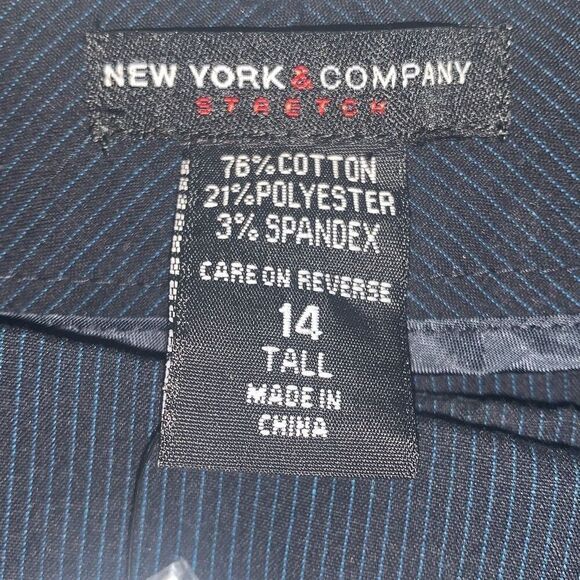 NEW YORK & COMPANY
STRETCH
76% COTTON
21% POLYESTER
3% SPANDEX
CARE ON REVERSE
14
TALL
MADE IN
CHINA